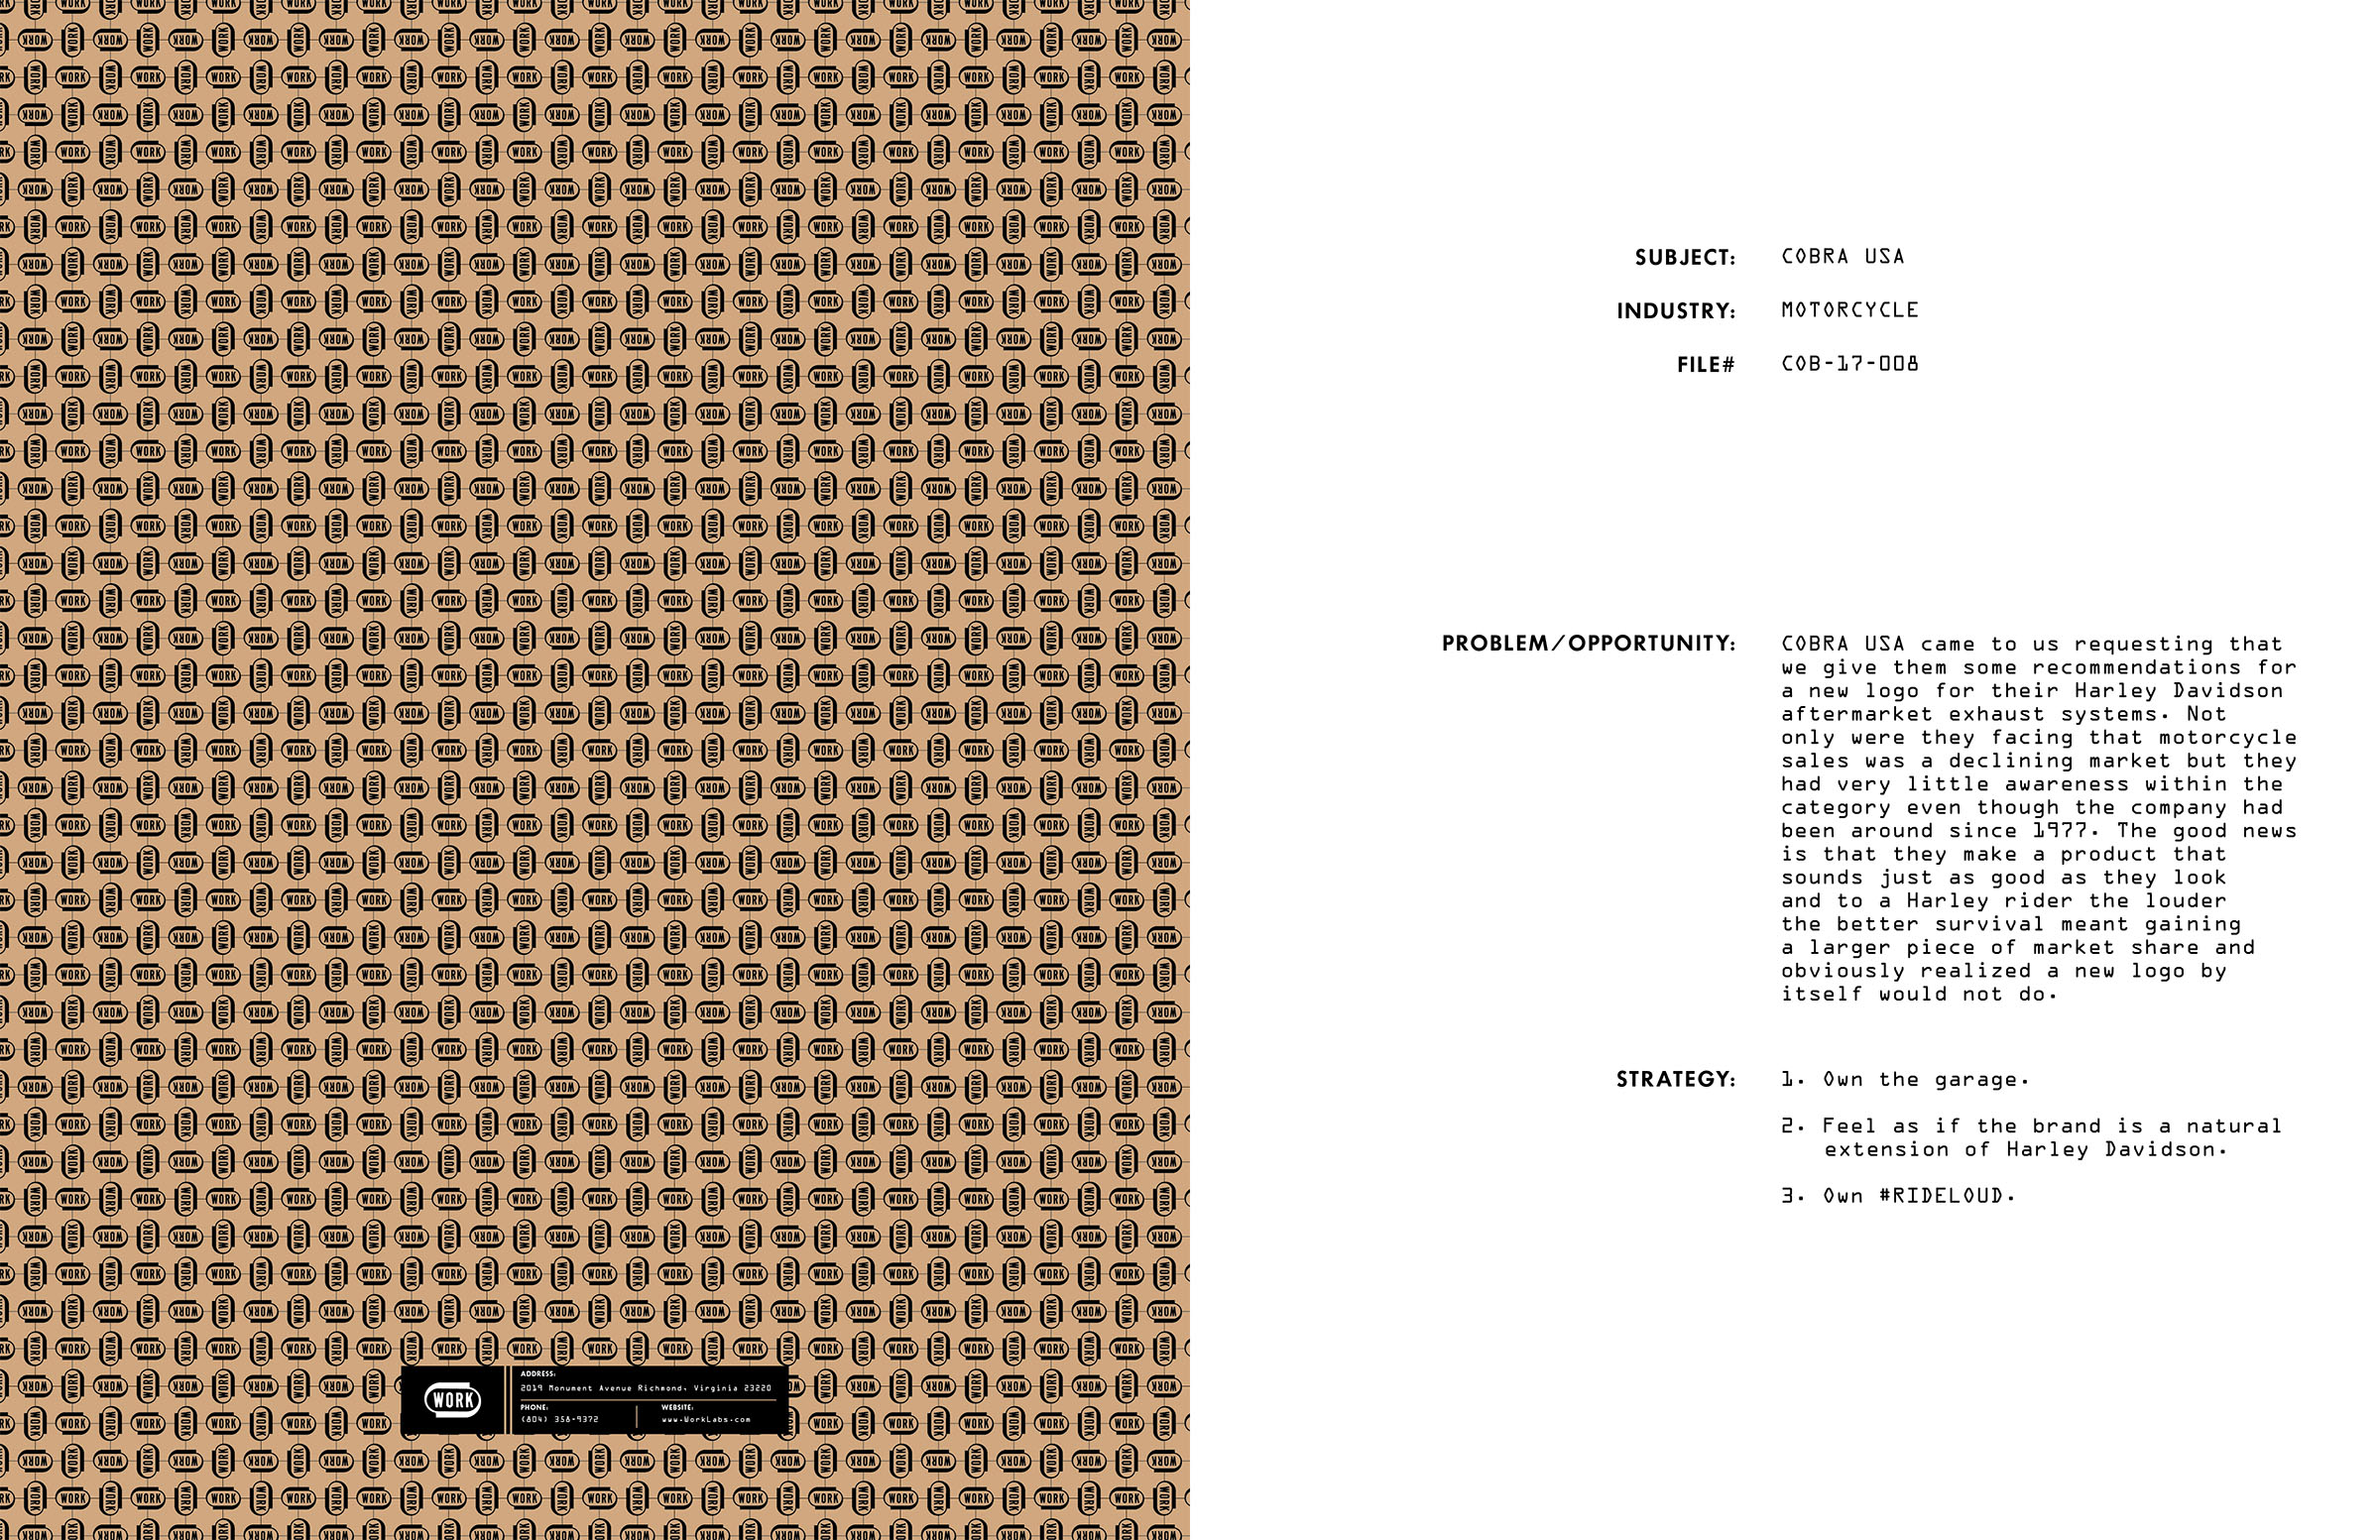 WORK
ADDRESS:
2019 Monument Avenue Richmond, Virginia 23220
PHONE:
(804) 358-9372
WEBSITE:
www.WorkLabs.com
SUBJECT: COBRA USA
INDUSTRY: MOTORCYCLE
FILE# COB-17-008
PROBLEM/OPPORTUNITY: COBRA USA came to us requesting that
we give them some recommendations for
a new logo for their Harley Davidson
aftermarket exhaust systems. Not
only were they facing that motorcycle
sales was a declining market but they
had very little awareness within the
category even though the company had
been around since 1977. The good news
is that they make a product that
sounds just as good as they look
and to a Harley rider the louder
the better survival meant gaining
a larger piece of market share and
obviously realized a new logo by
itself would not do.
STRATEGY: 1. Own the garage.
2. Feel as if the brand is a natural
extension of Harley Davidson.
3. Own #RIDELOUD.